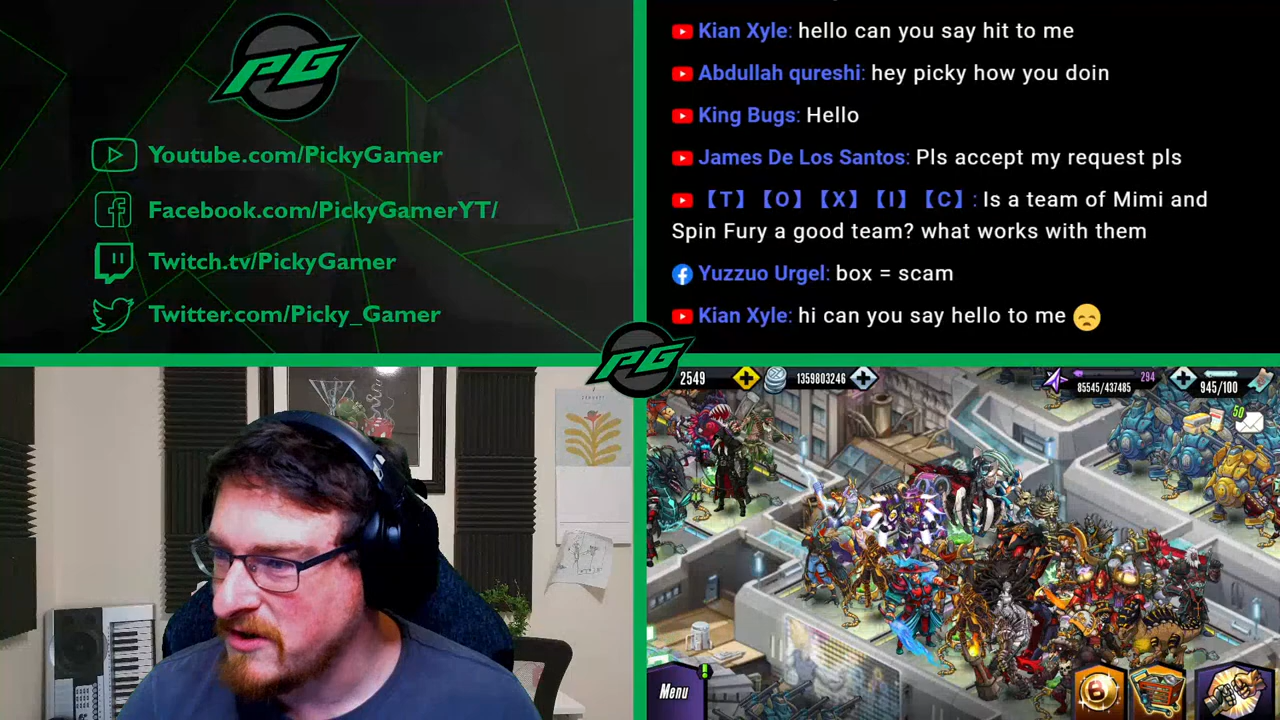 PG
Youtube.com/PickyGamer
Facebook.com/PickyGamerYT/
Twitch.tv/PickyGamer
Twitter.com/Picky_Gamer
Kian Xyle: hello can you say hit to me
Abdullah qureshi: hey picky how you doin
King Bugs: Hello
James De Los Santos: Pls accept my request pls
【T】【O】【X】【I】【C】: Is a team of Mimi and
Spin Fury a good team? what works with them
Yuzzuo Urgel: box = scam
Kian Xyle: hi can you say hello to me
PG
2549
1359803246
85545/437485
294
945/100
50
Menu
!
8